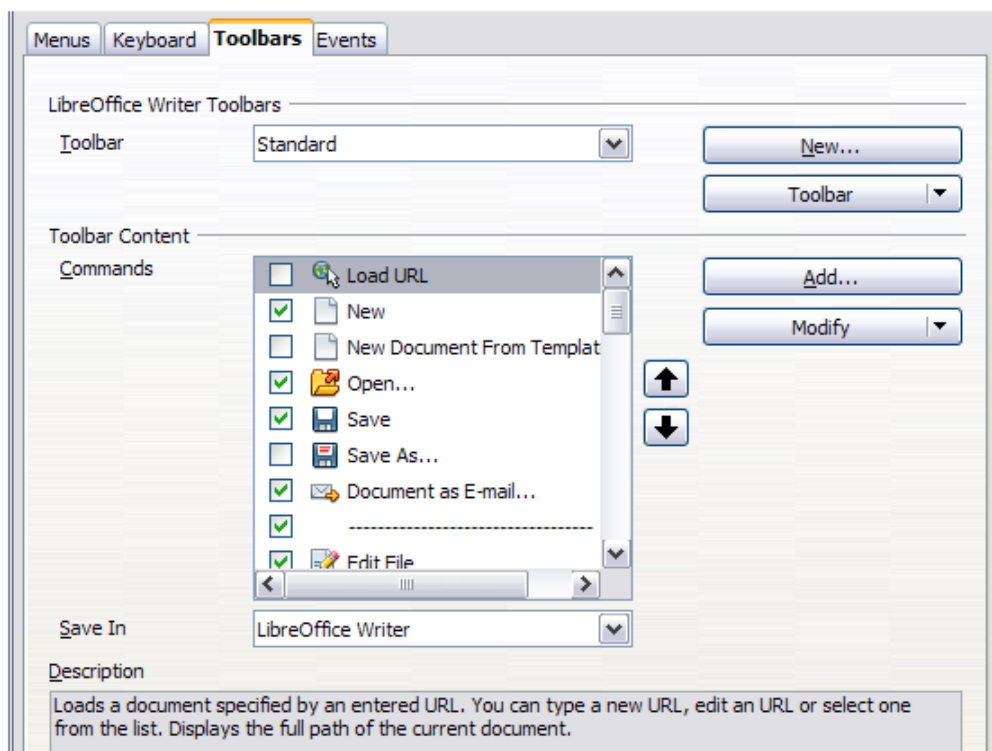 Menus Keyboard Toolbars Events
LibreOffice Writer Toolbars
Toolbar Standard New...
Toolbar
Toolbar Content
Commands Load URL Add...
New
Modify
New Document From Templat
Open...
Save
Save As...
Document as E-mail...
----------------------------------
Edit File
Save In LibreOffice Writer
Description
Loads a document specified by an entered URL. You can type a new URL, edit an URL or select one
from the list. Displays the full path of the current document.